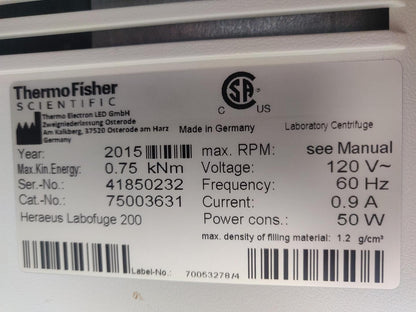 ThermoFisher
SCIENTIFIC
Thermo Electron LED GmbH
Zweigniederlassung Osterode
Am Kalkberg, 37520 Osterode am Harz
Made in Germany
CSA
C US
Laboratory Centrifuge
Year: 2015 max. RPM: see Manual
Max.Kin.Energy: 0.75 kNm Voltage: 120 V~
Ser.-No.: 41850232 Frequency: 60 Hz
Cat.-No.: 75003631 Current: 0.9 A
Heraeus Labofuge 200 Power cons.: 50 W
max. density of filling material: 1.2 g/cm³
Label-No.: 70053278/4